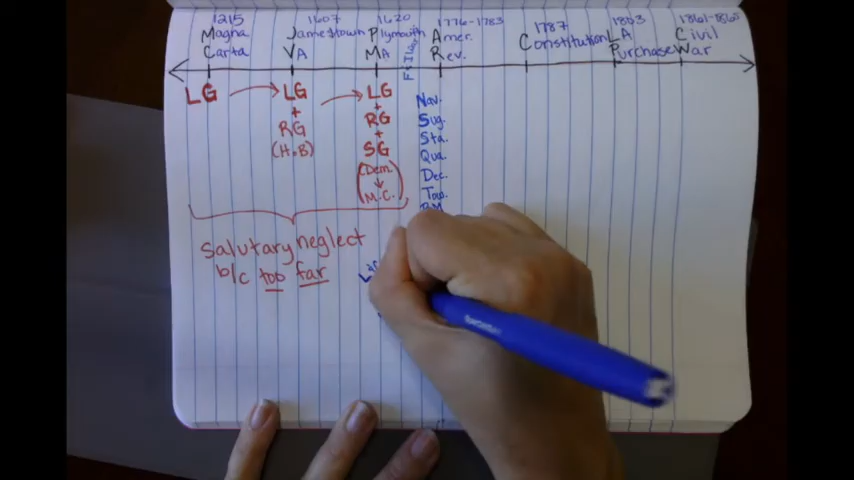 1215 1607 1620 1776-1783 1787 1803 1861-1865
Magna Jamestown Plymouth Amer. Constitution LA Civil
Carta VA MA Rev. Purchase War
LG LG LG Nav.
+ + Sug.
RG RG Sta.
(H.B) + Qua.
SG Dec.
(Dem. Tow.
↓
M.C.)
salutary neglect
b/c too far